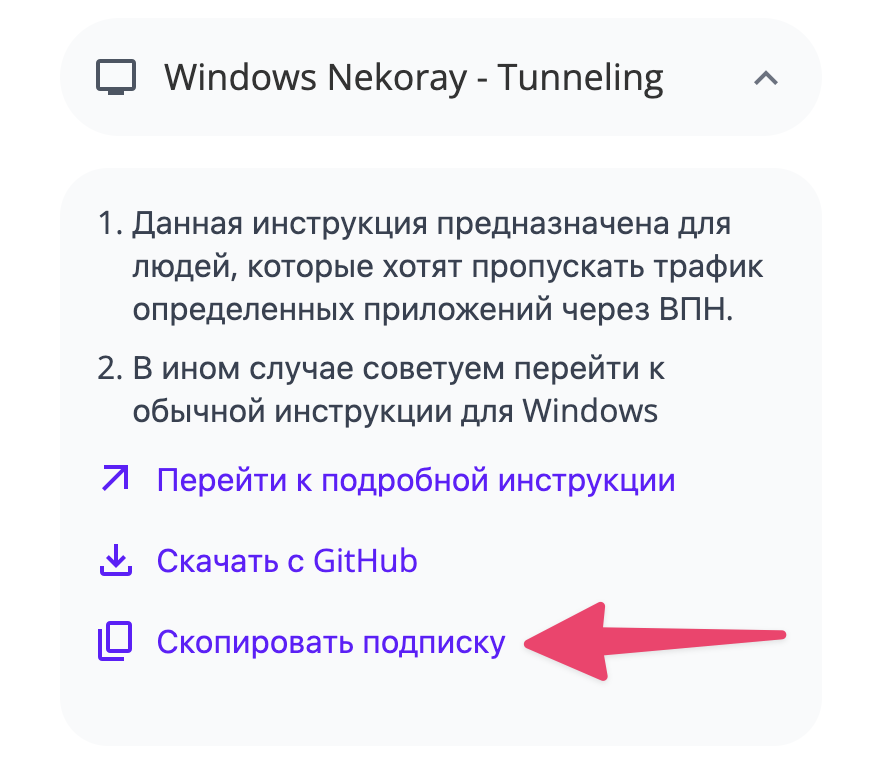 Windows Nekoray - Tunneling
1. Данная инструкция предназначена для
людей, которые хотят пропускать трафик
определенных приложений через ВПН.
2. В ином случае советуем перейти к
обычной инструкции для Windows
Перейти к подробной инструкции
Скачать с GitHub
Скопировать подписку